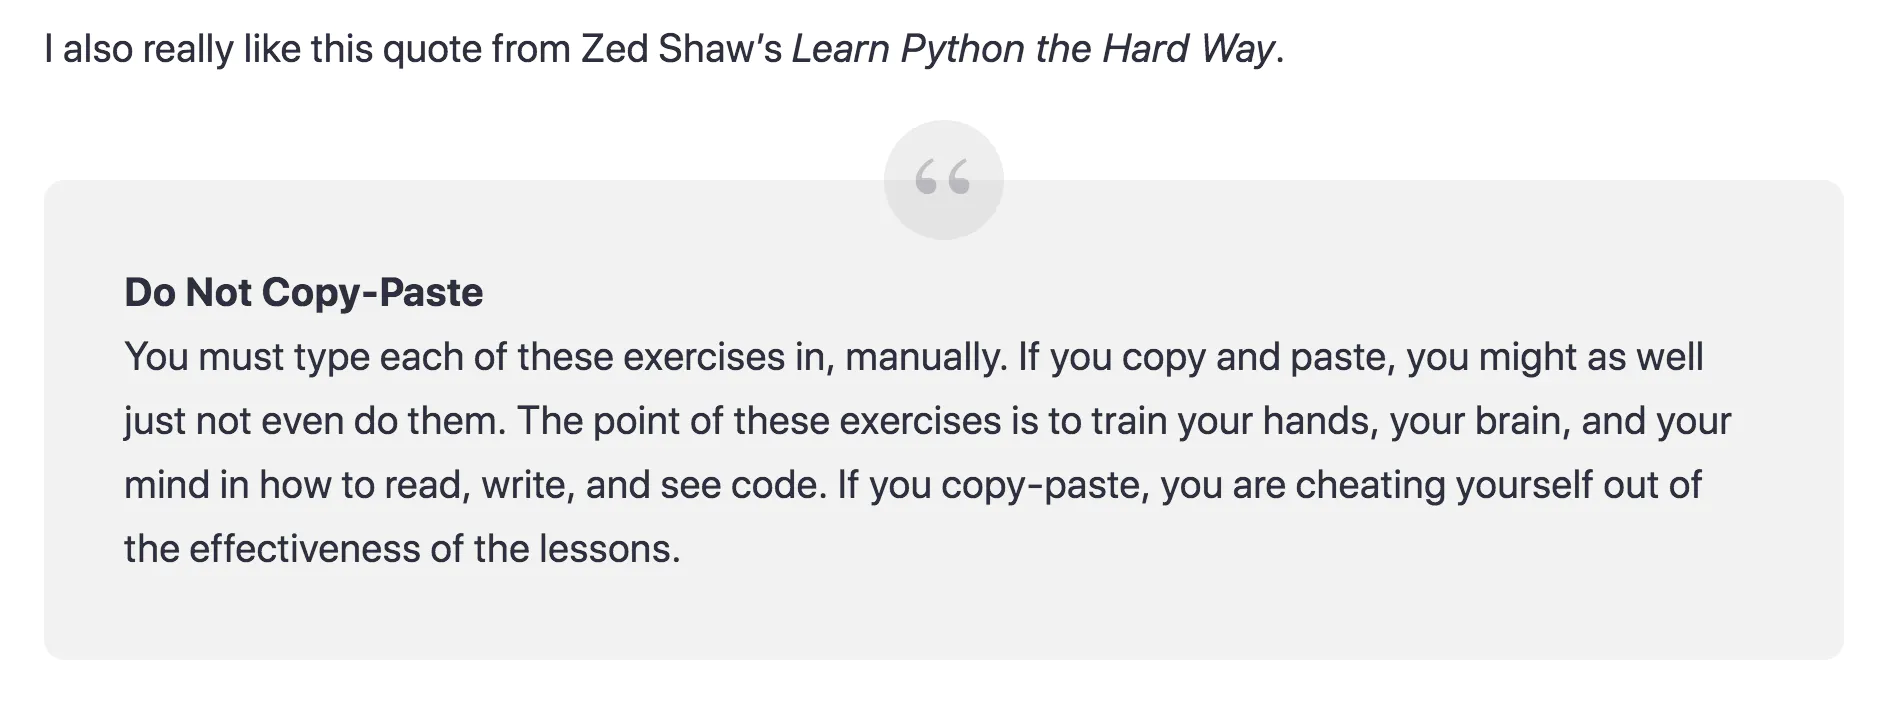 I also really like this quote from Zed Shaw's Learn Python the Hard Way.
“
Do Not Copy-Paste
You must type each of these exercises in, manually. If you copy and paste, you might as well
just not even do them. The point of these exercises is to train your hands, your brain, and your
mind in how to read, write, and see code. If you copy-paste, you are cheating yourself out of
the effectiveness of the lessons.